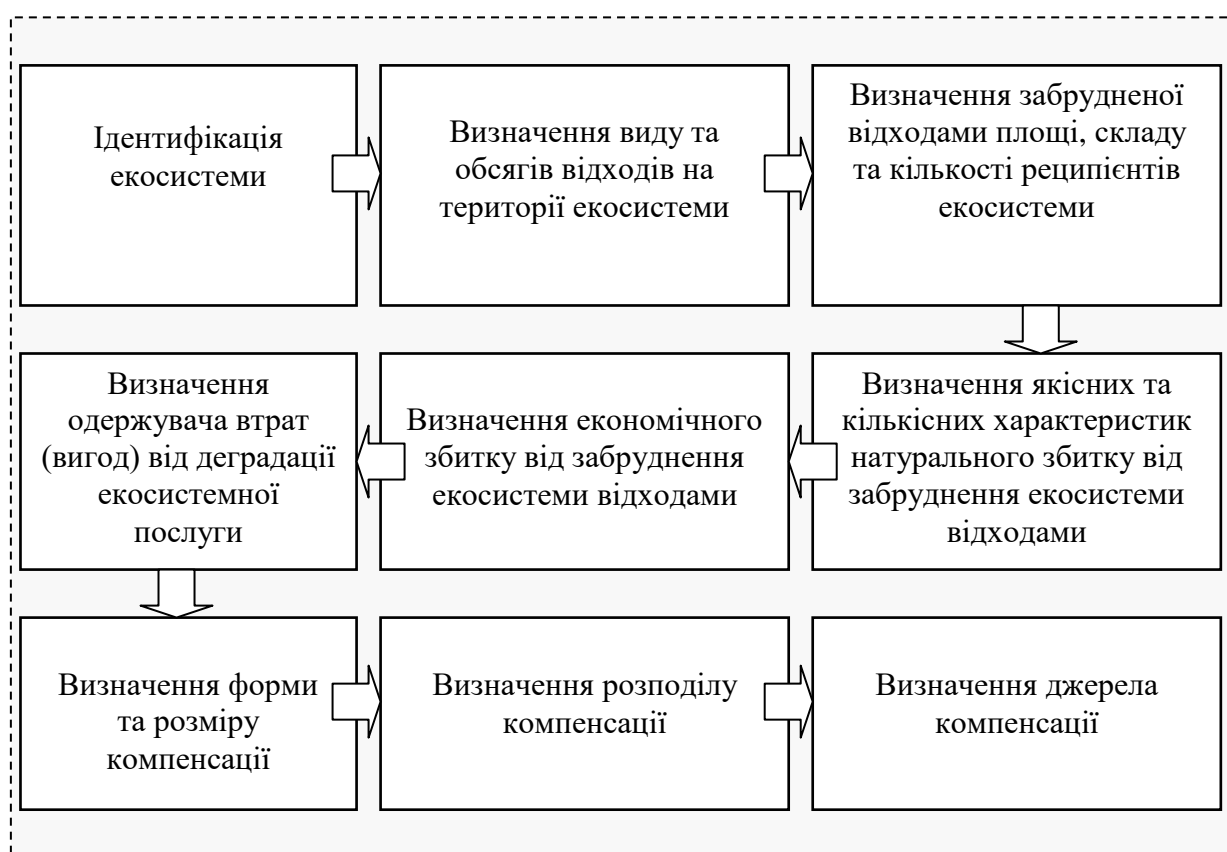 Ідентифікація
екосистеми
Визначення виду та
обсягів відходів на
території екосистеми
Визначення забрудненої
відходами площі, складу
та кількості реципієнтів
екосистеми
Визначення
одержувача втрат
(вигод) від деградації
екосистемної
послуги
Визначення економічного
збитку від забруднення
екосистеми відходами
Визначення якісних та
кількісних характеристик
натурального збитку від
забруднення екосистеми
відходами
Визначення форми
та розміру
компенсації
Визначення розподілу
компенсації
Визначення джерела
компенсації